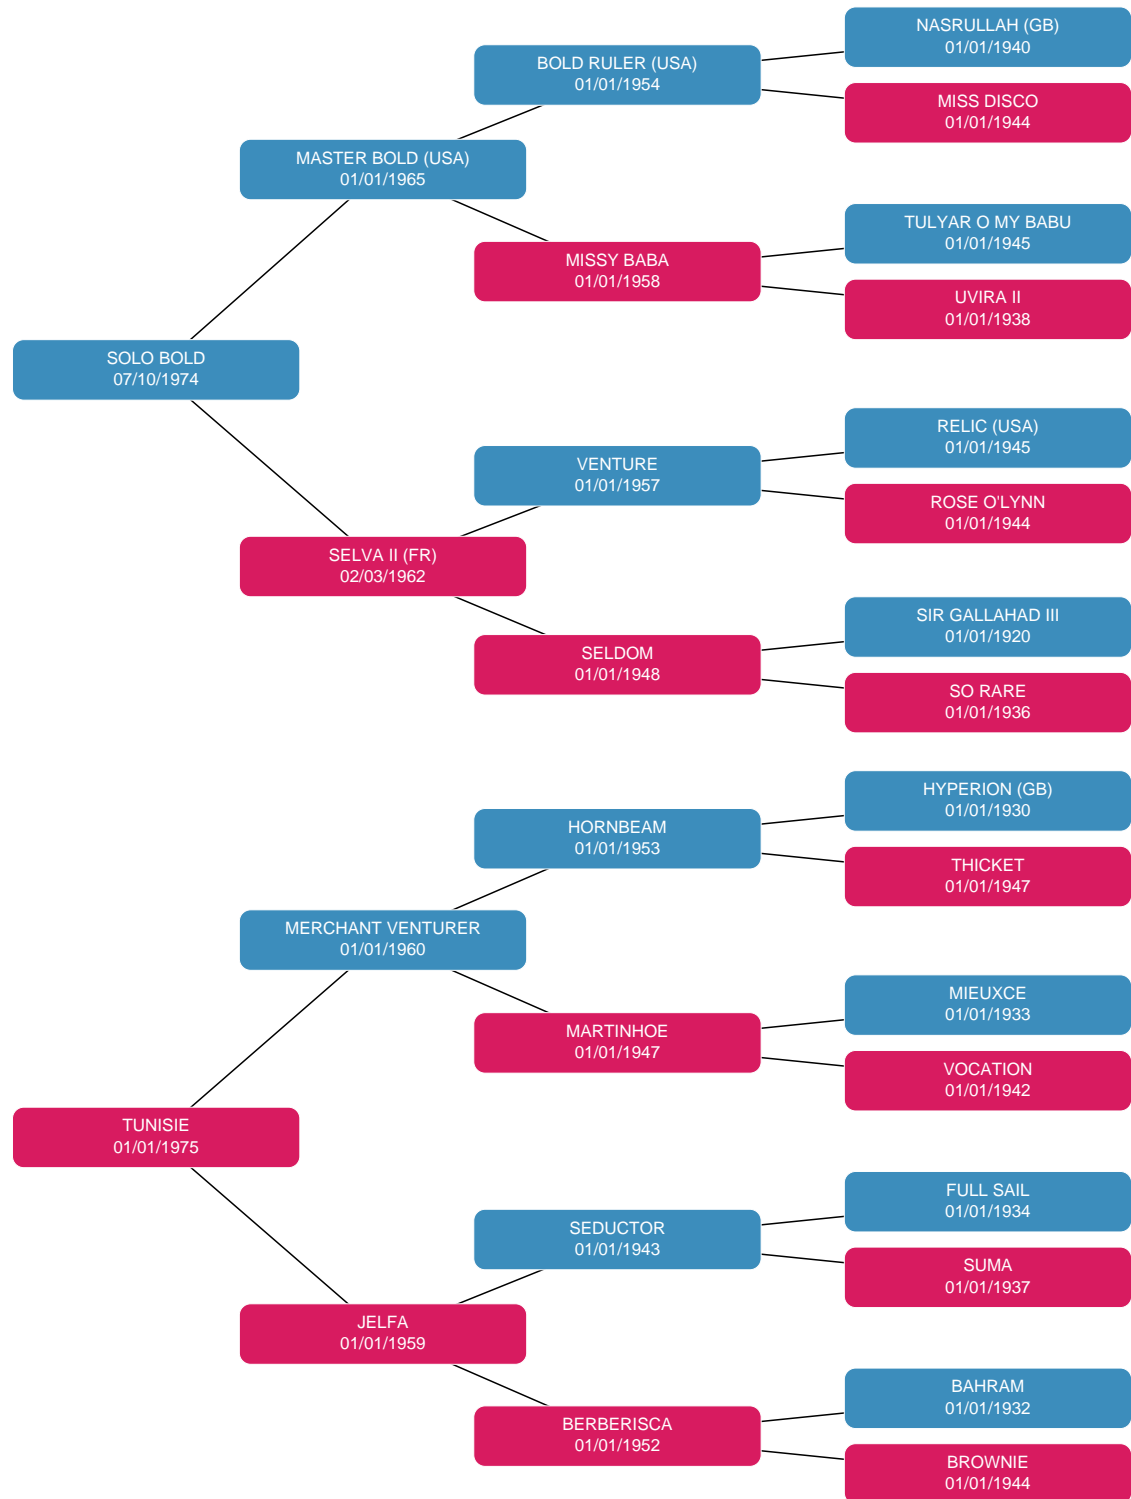 NASRULLAH (GB)
01/01/1940
BOLD RULER (USA)
01/01/1954
MISS DISCO
01/01/1944
MASTER BOLD (USA)
01/01/1965
TULYAR O MY BABU
01/01/1945
MISSY BABA
01/01/1958
UVIRA II
01/01/1938
SOLO BOLD
07/10/1974
RELIC (USA)
01/01/1945
VENTURE
01/01/1957
ROSE O'LYNN
01/01/1944
SELVA II (FR)
02/03/1962
SIR GALLAHAD III
01/01/1920
SELDOM
01/01/1948
SO RARE
01/01/1936
HYPERION (GB)
01/01/1930
HORNBEAM
01/01/1953
THICKET
01/01/1947
MERCHANT VENTURER
01/01/1960
MIEUXCE
01/01/1933
MARTINHOE
01/01/1947
VOCATION
01/01/1942
TUNISIE
01/01/1975
FULL SAIL
01/01/1934
SEDUCTOR
01/01/1943
SUMA
01/01/1937
JELFA
01/01/1959
BAHRAM
01/01/1932
BERBERISCA
01/01/1952
BROWNIE
01/01/1944